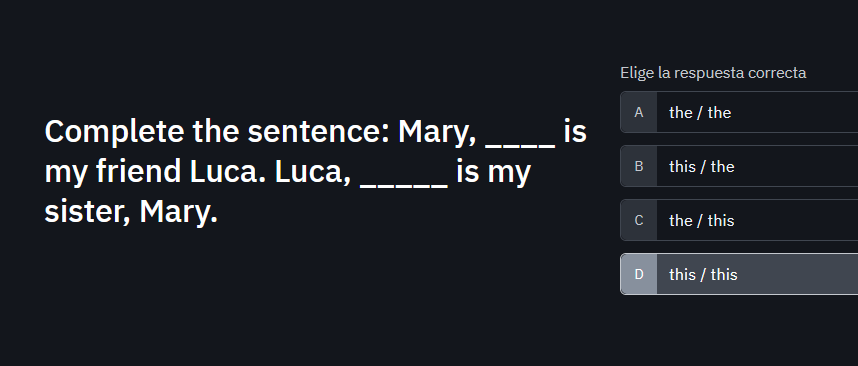 Complete the sentence: Mary, ____ is
my friend Luca. Luca, _____ is my
sister, Mary.
Elige la respuesta correcta
A the / the
B this / the
C the / this
D this / this